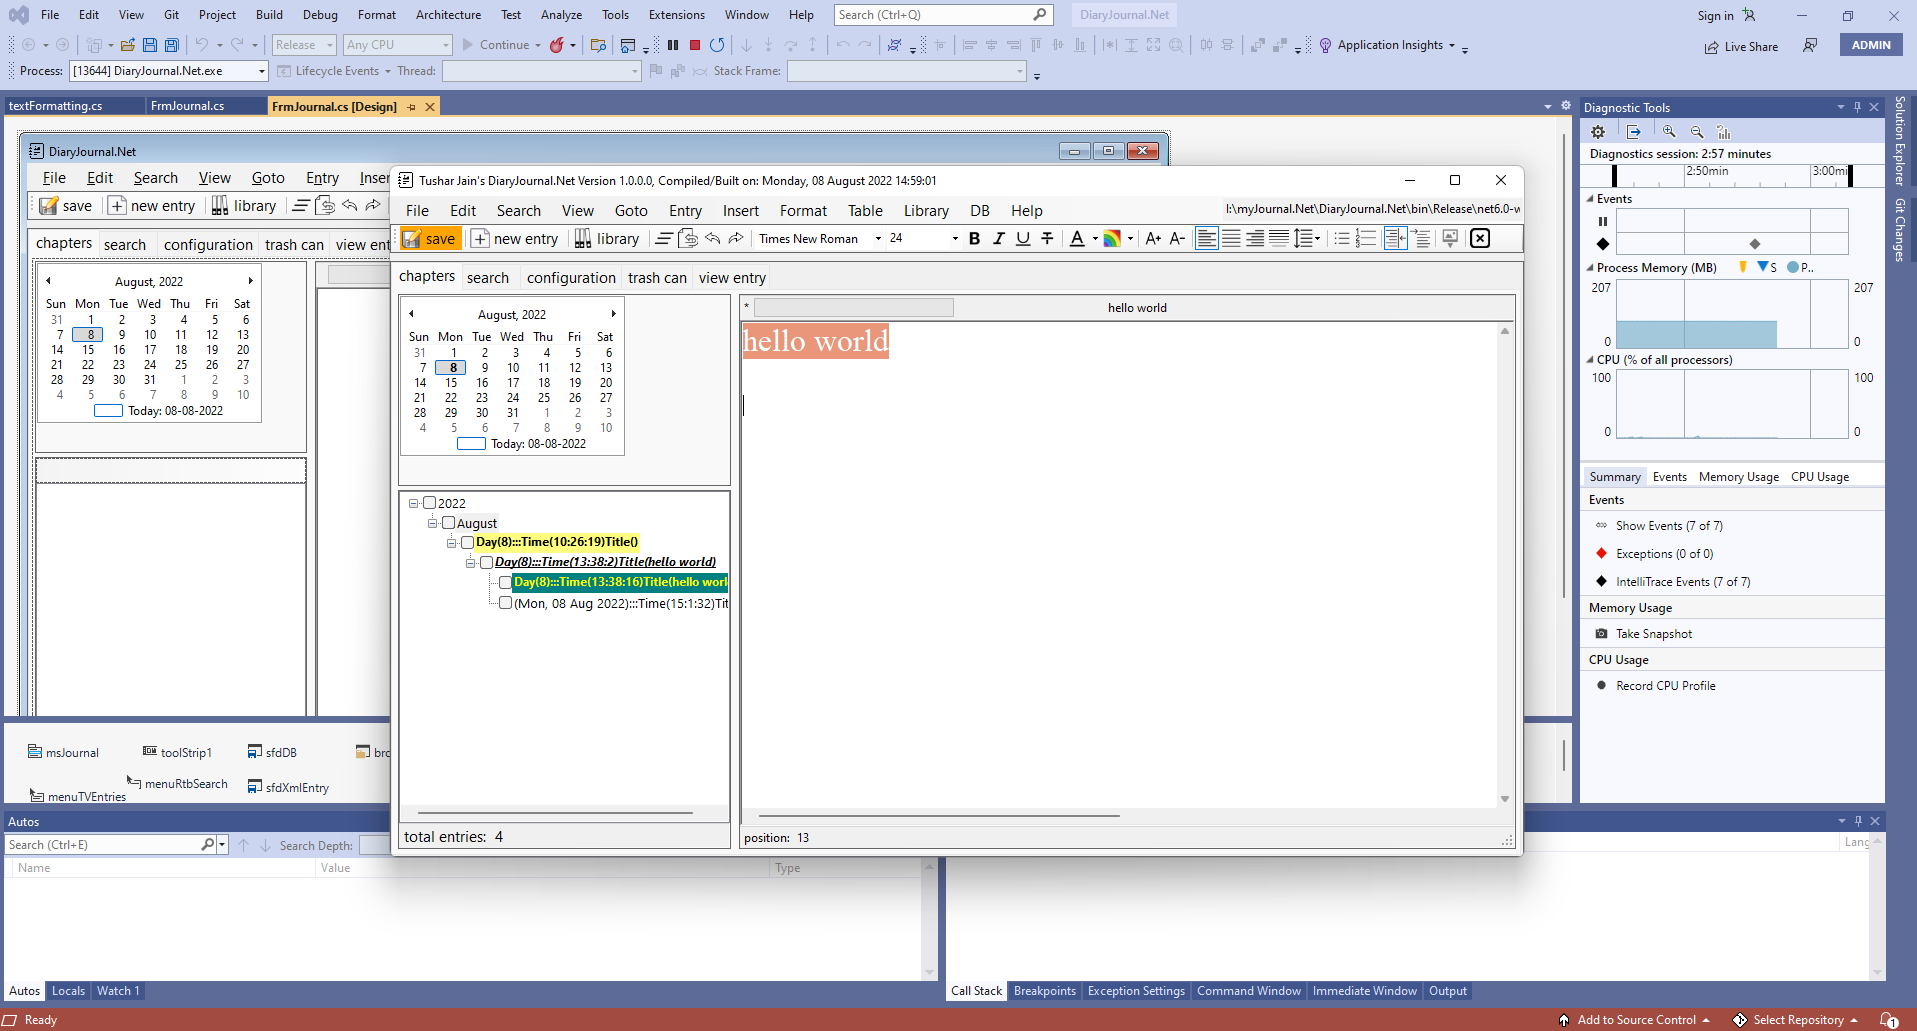 File Edit View Git Project Build Debug Format Architecture Test Analyze Tools Extensions Window Help Search (Ctrl+Q) DiaryJournal.Net Sign in
Release Any CPU Continue Application Insights Live Share ADMIN
Process: [13644] DiaryJournal.Net.exe Lifecycle Events Thread: Stack Frame:
textFormatting.cs FrmJournal.cs FrmJournal.cs [Design]
DiaryJournal.Net
File Edit Search View Goto Entry Inser
save new entry library
chapters search configuration trash can view ent
August, 2022
Sun Mon Tue Wed Thu Fri Sat
31 1 2 3 4 5 6
7 8 9 10 11 12 13
14 15 16 17 18 19 20
21 22 23 24 25 26 27
28 29 30 31 1 2 3
4 5 6 7 8 9 10
Today: 08-08-2022
Tushar Jain's DiaryJournal.Net Version 1.0.0.0, Compiled/Built on: Monday, 08 August 2022 14:59:01
File Edit Search View Goto Entry Insert Format Table Library DB Help I:\myJournal.Net\DiaryJournal.Net\bin\Release\net6.0-w
save new entry library Times New Roman 24 B I U T A A+ A-
chapters search configuration trash can view entry
August, 2022
Sun Mon Tue Wed Thu Fri Sat
31 1 2 3 4 5 6
7 8 9 10 11 12 13
14 15 16 17 18 19 20
21 22 23 24 25 26 27
28 29 30 31 1 2 3
4 5 6 7 8 9 10
Today: 08-08-2022
* hello world
hello world
2022
August
Day(8):::Time(10:26:19)Title()
Day(8):::Time(13:38:2)Title(hello world)
Day(8):::Time(13:38:16)Title(hello worl
(Mon, 08 Aug 2022):::Time(15:1:32)Tit
total entries: 4
position: 13
Diagnostic Tools
Diagnostics session: 2:57 minutes
2:50min 3:00mi
Events
Process Memory (MB) S P..
207 207
0 0
CPU (% of all processors)
100 100
0 0
Summary Events Memory Usage CPU Usage
Events
Show Events (7 of 7)
Exceptions (0 of 0)
IntelliTrace Events (7 of 7)
Memory Usage
Take Snapshot
CPU Usage
Record CPU Profile
Solution Explorer
Git Changes
msJournal toolStrip1 sfdDB bro
menuTVEntries menuRtbSearch sfdXmlEntry
Autos
Search (Ctrl+E) Search Depth:
Name Value Type
Lang
Autos Locals Watch 1
Call Stack Breakpoints Exception Settings Command Window Immediate Window Output
Ready Add to Source Control Select Repository 1